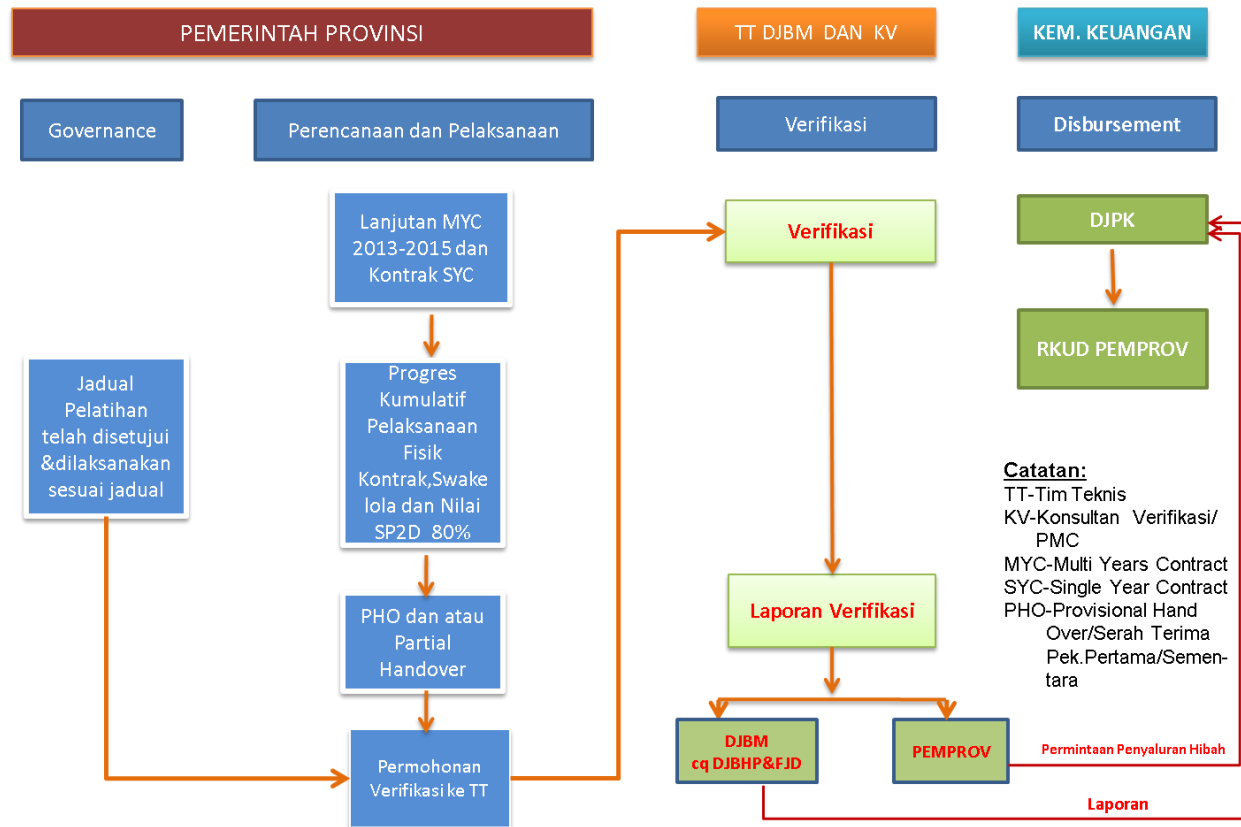 PEMERINTAH PROVINSI
TT DJBM DAN KV
KEM. KEUANGAN
Governance
Perencanaan dan Pelaksanaan
Verifikasi
Disbursement
Lanjutan MYC
2013-2015 dan
Kontrak SYC
Jadual
Pelatihan
telah disetujui
&dilaksanakan
sesuai jadual
Progres
Kumulatif
Pelaksanaan
Fisik
Kontrak,Swake
lola dan Nilai
SP2D 80%
PHO dan atau
Partial
Handover
Permohonan
Verifikasi ke TT
Verifikasi
Laporan Verifikasi
DJBM
cq DJBHP&FJD
PEMPROV
DJPK
RKUD PEMPROV
Catatan:
TT-Tim Teknis
KV-Konsultan Verifikasi/
PMC
MYC-Multi Years Contract
SYC-Single Year Contract
PHO-Provisional Hand
Over/Serah Terima
Pek.Pertama/Semen-
tara
Permintaan Penyaluran Hibah
Laporan